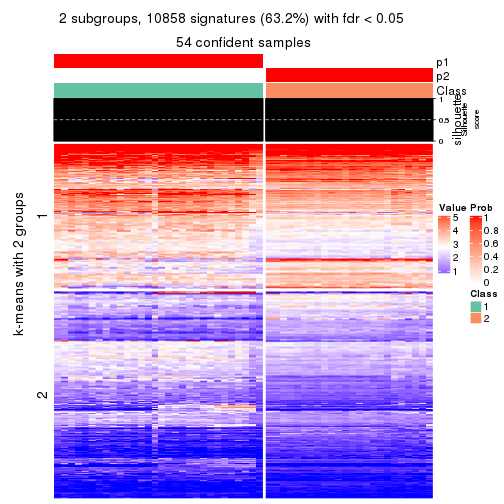 2 subgroups, 10858 signatures (63.2%) with fdr < 0.05
54 confident samples
p1
p2
Class
1
0.5
0
silhouette
Silhouette
score
k-means with 2 groups
1
2
Value
5
4
3
2
1
Prob
1
0.8
0.6
0.4
0.2
0
Class
1
2